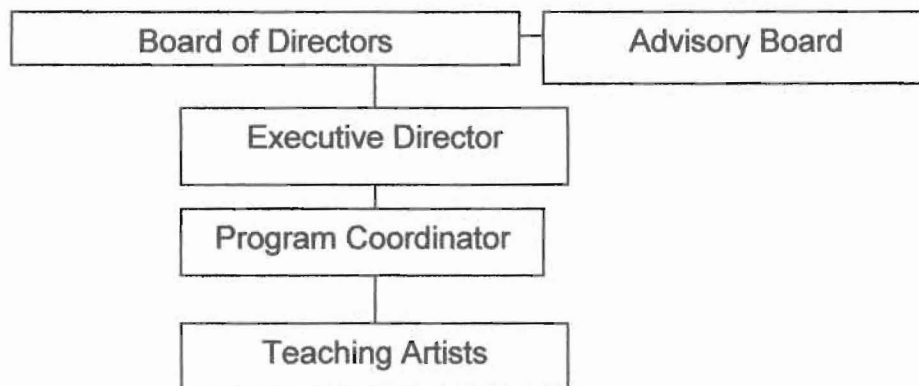 Board of Directors
Advisory Board
Executive Director
Program Coordinator
Teaching Artists